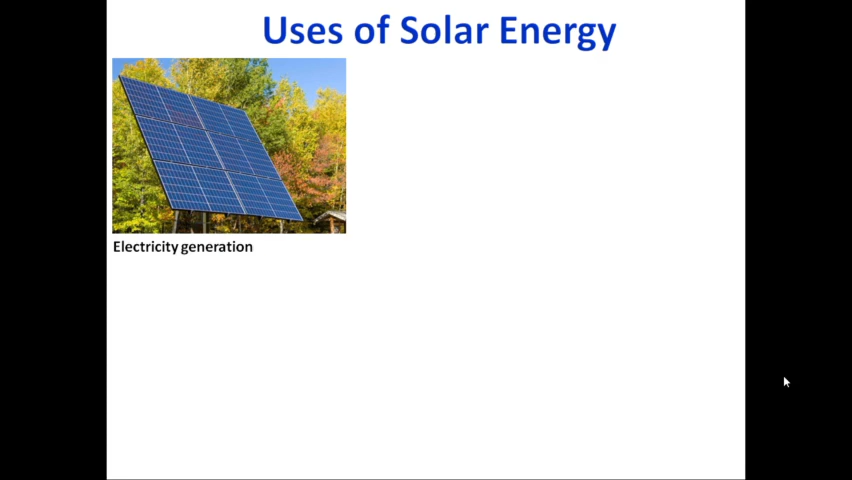 Uses of Solar Energy
Electricity generation